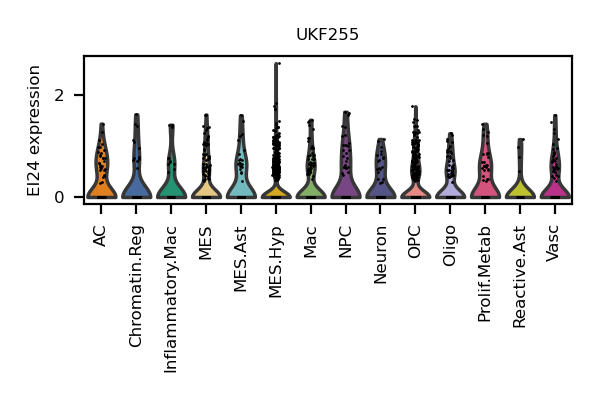 UKF255
EI24 expression
2
0
AC
Chromatin.Reg
Inflammatory.Mac
MES
MES.Ast
MES.Hyp
Mac
NPC
Neuron
OPC
Oligo
Prolif.Metab
Reactive.Ast
Vasc